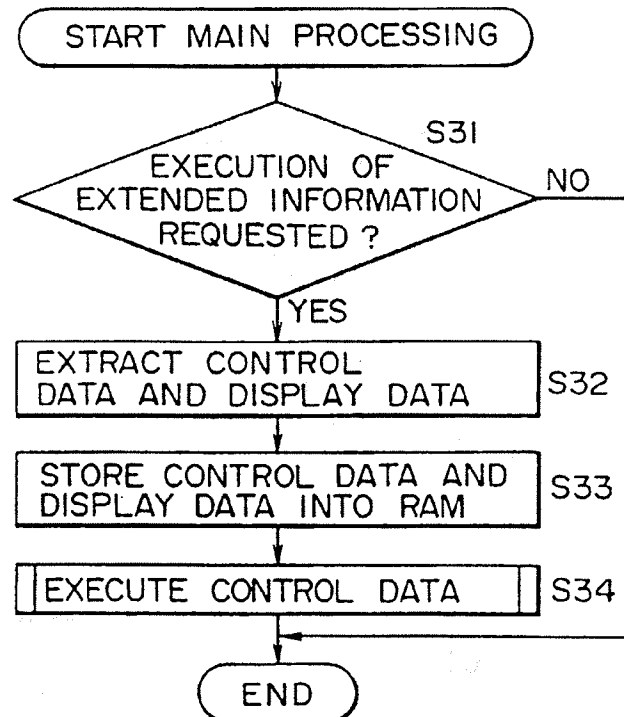 START MAIN PROCESSING
S31
EXECUTION OF
EXTENDED INFORMATION
REQUESTED ?
NO
YES
EXTRACT CONTROL
DATA AND DISPLAY DATA
S32
STORE CONTROL DATA AND
DISPLAY DATA INTO RAM
S33
EXECUTE CONTROL DATA
S34
END